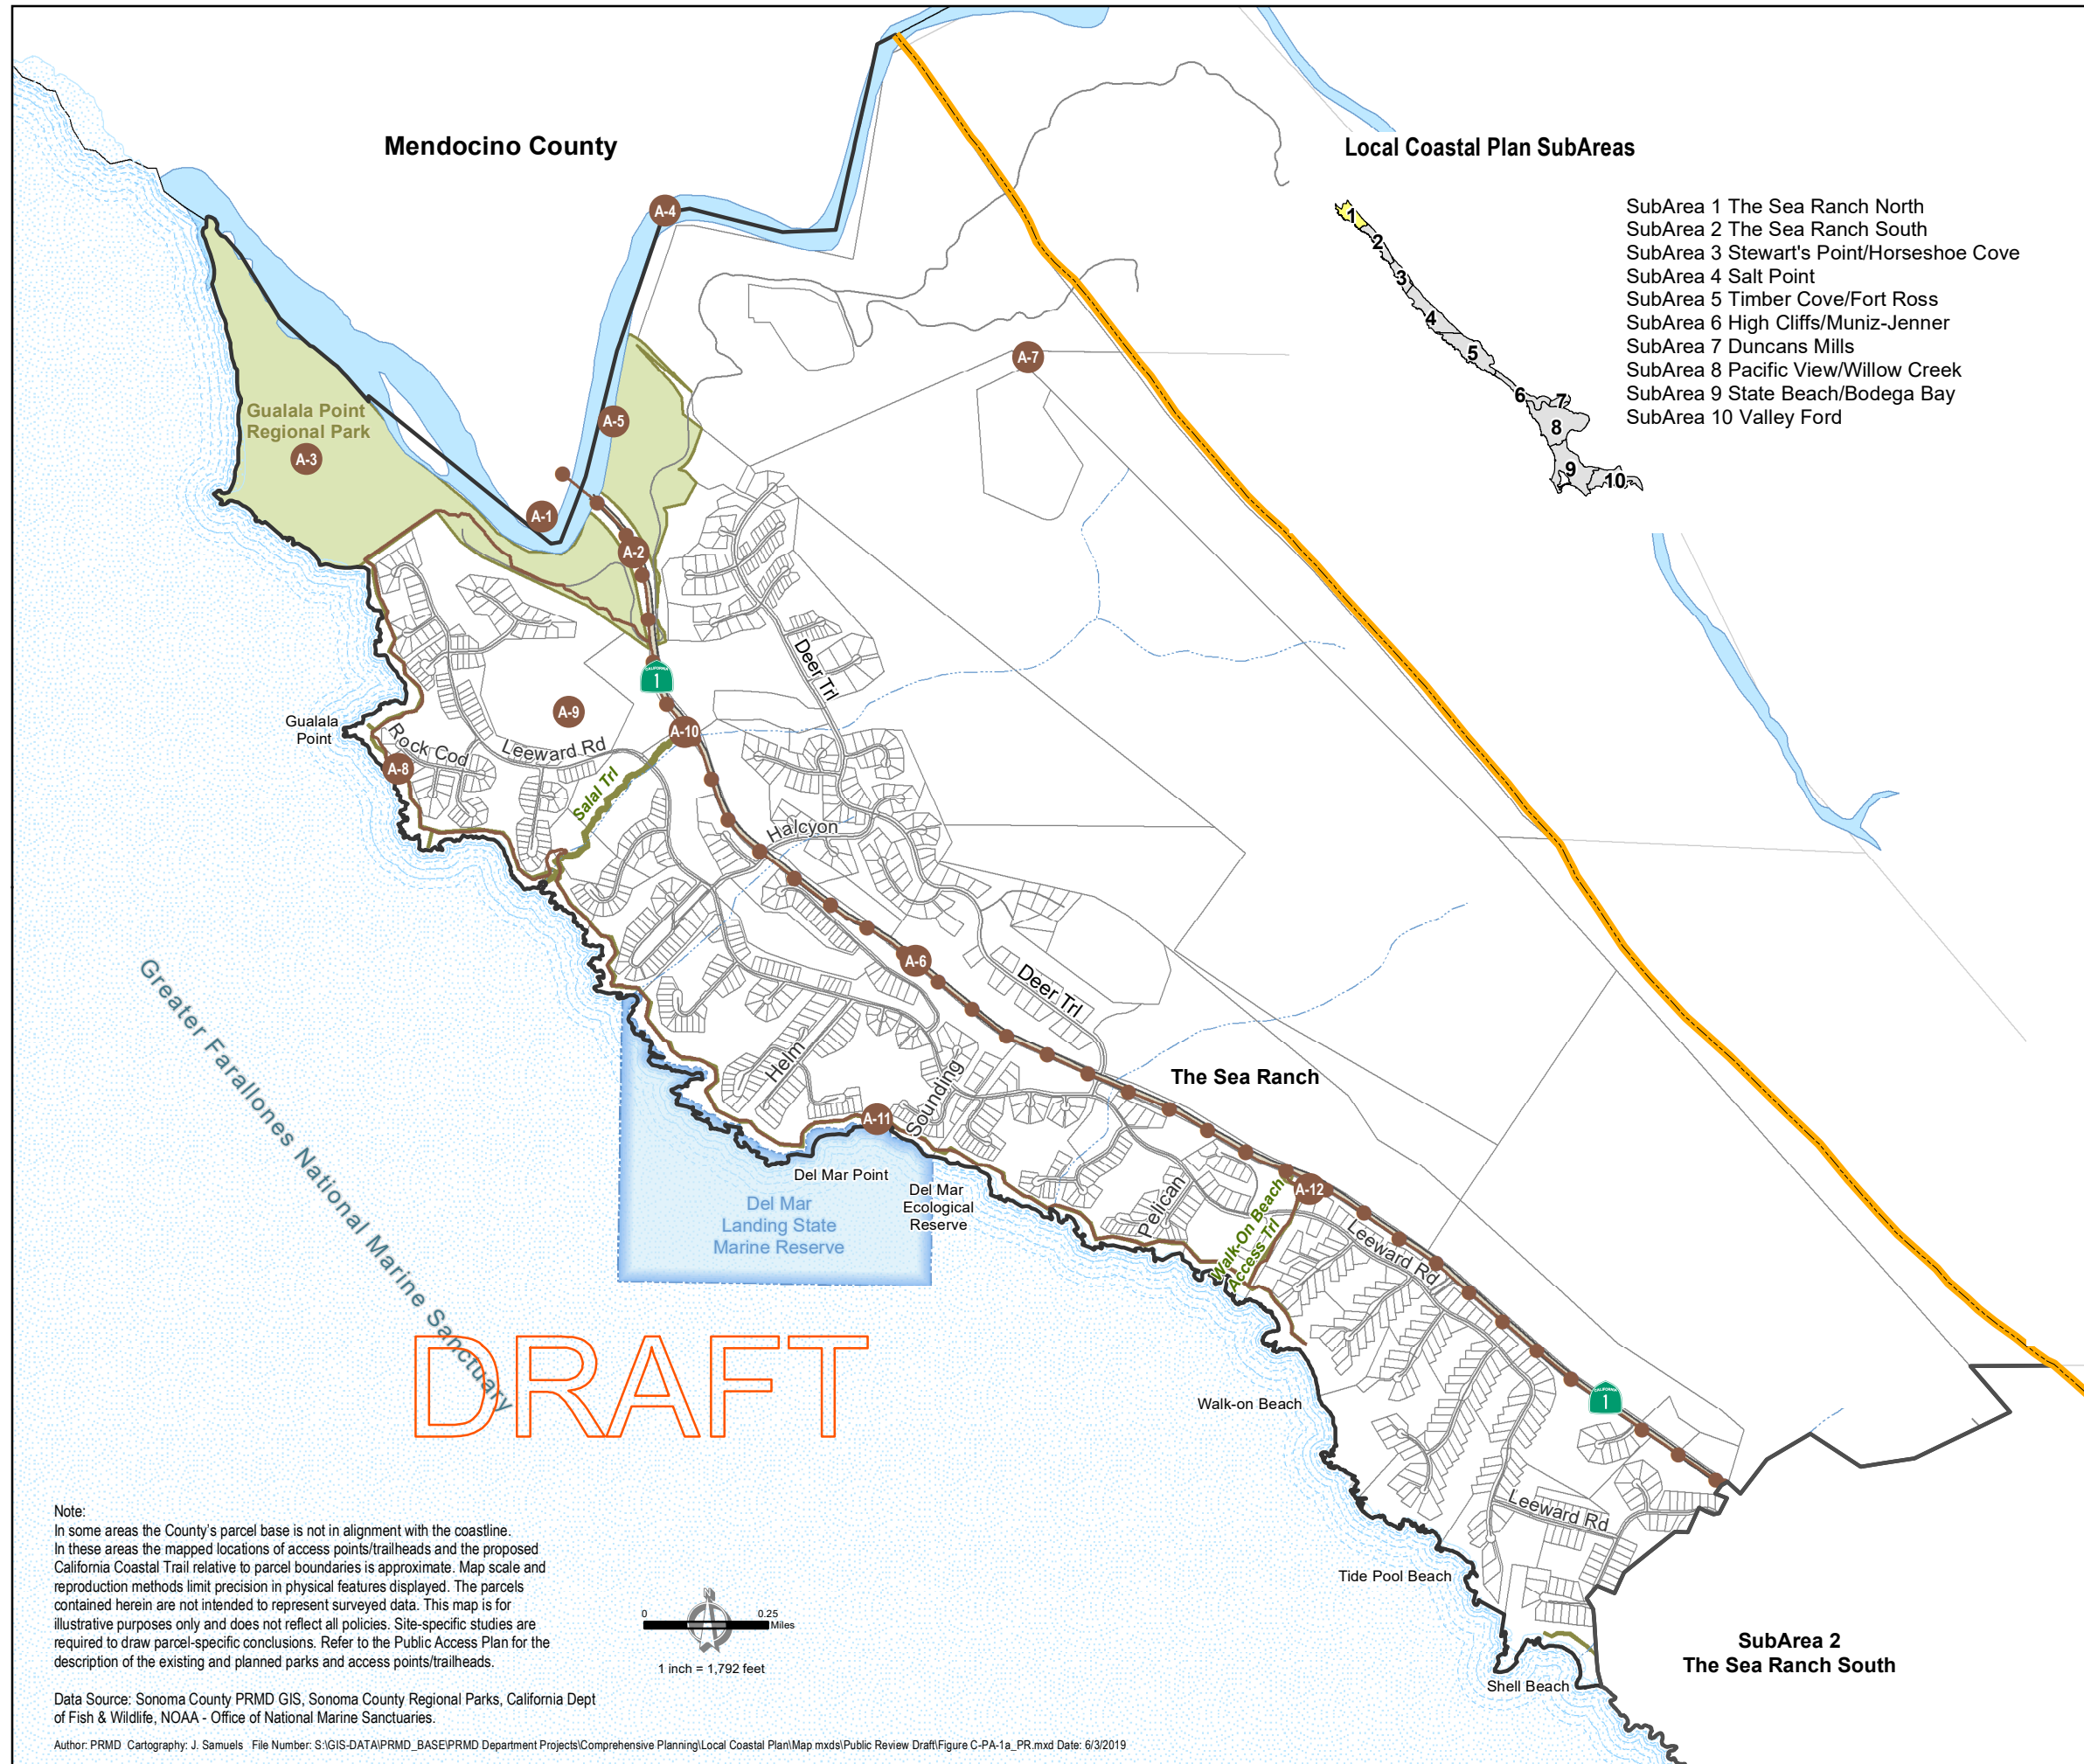 Mendocino County
Local Coastal Plan SubAreas
SubArea 1 The Sea Ranch North
SubArea 2 The Sea Ranch South
SubArea 3 Stewart's Point/Horseshoe Cove
SubArea 4 Salt Point
SubArea 5 Timber Cove/Fort Ross
SubArea 6 High Cliffs/Muniz-Jenner
SubArea 7 Duncans Mills
SubArea 8 Pacific View/Willow Creek
SubArea 9 State Beach/Bodega Bay
SubArea 10 Valley Ford
1
2
3
4
5
6
7
8
9
10
A-4
A-7
A-5
Gualala Point
Regional Park
A-3
A-1
A-2
Deer Trl
CALIFORNIA
1
A-9
A-10
Gualala
Point
Rock Cod
Leeward Rd
A-8
Salal Trl
Halcyon
A-6
Deer Trl
Helm
Sounding
The Sea Ranch
A-11
Del Mar Point
Del Mar
Ecological
Reserve
Del Mar
Landing State
Marine Reserve
Pelican
Walk-On Beach
Access Trl
A-12
Leeward Rd
Greater Farallones National Marine Sanctuary
DRAFT
Walk-on Beach
CALIFORNIA
1
Leeward Rd
Tide Pool Beach
Shell Beach
SubArea 2
The Sea Ranch South
Note:
In some areas the County's parcel base is not in alignment with the coastline.
In these areas the mapped locations of access points/trailheads and the proposed
California Coastal Trail relative to parcel boundaries is approximate. Map scale and
reproduction methods limit precision in physical features displayed. The parcels
contained herein are not intended to represent surveyed data. This map is for
illustrative purposes only and does not reflect all policies. Site-specific studies are
required to draw parcel-specific conclusions. Refer to the Public Access Plan for the
description of the existing and planned parks and access points/trailheads.
N
0 0.25
Miles
1 inch = 1,792 feet
Data Source: Sonoma County PRMD GIS, Sonoma County Regional Parks, California Dept
of Fish & Wildlife, NOAA - Office of National Marine Sanctuaries.
Author: PRMD Cartography: J. Samuels File Number: S:\GIS-DATA\PRMD_BASE\PRMD Department Projects\Comprehensive Planning\Local Coastal Plan\Map mxds\Public Review Draft\Figure C-PA-1a_PR.mxd Date: 6/3/2019